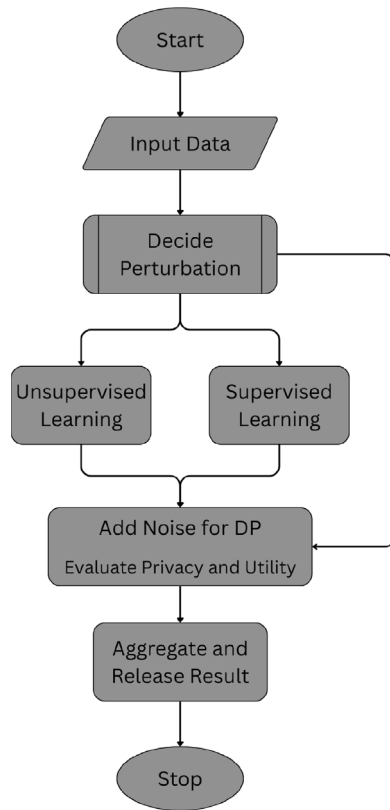 Start
Input Data
Decide
Perturbation
Unsupervised
Learning
Supervised
Learning
Add Noise for DP
Evaluate Privacy and Utility
Aggregate and
Release Result
Stop